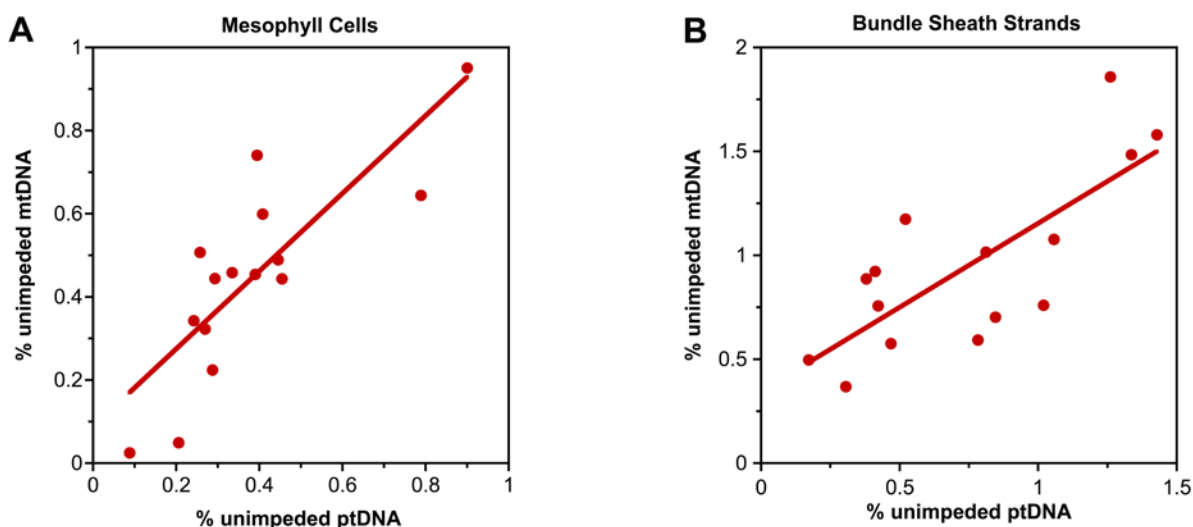 A
Mesophyll Cells
1
0.8
0.6
0.4
0.2
0
% unimpeded mtDNA
0
0.2
0.4
0.6
0.8
1
% unimpeded ptDNA
B
Bundle Sheath Strands
2
1.5
1
0.5
0
% unimpeded mtDNA
0
0.5
1
1.5
% unimpeded ptDNA